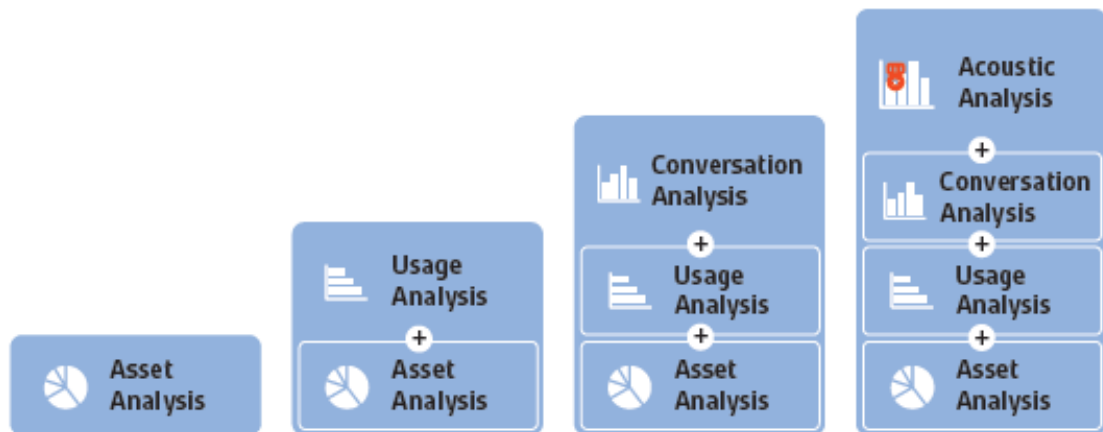 Asset
Analysis
Usage
Analysis
+
Asset
Analysis
Conversation
Analysis
+
Usage
Analysis
+
Asset
Analysis
Acoustic
Analysis
+
Conversation
Analysis
+
Usage
Analysis
+
Asset
Analysis